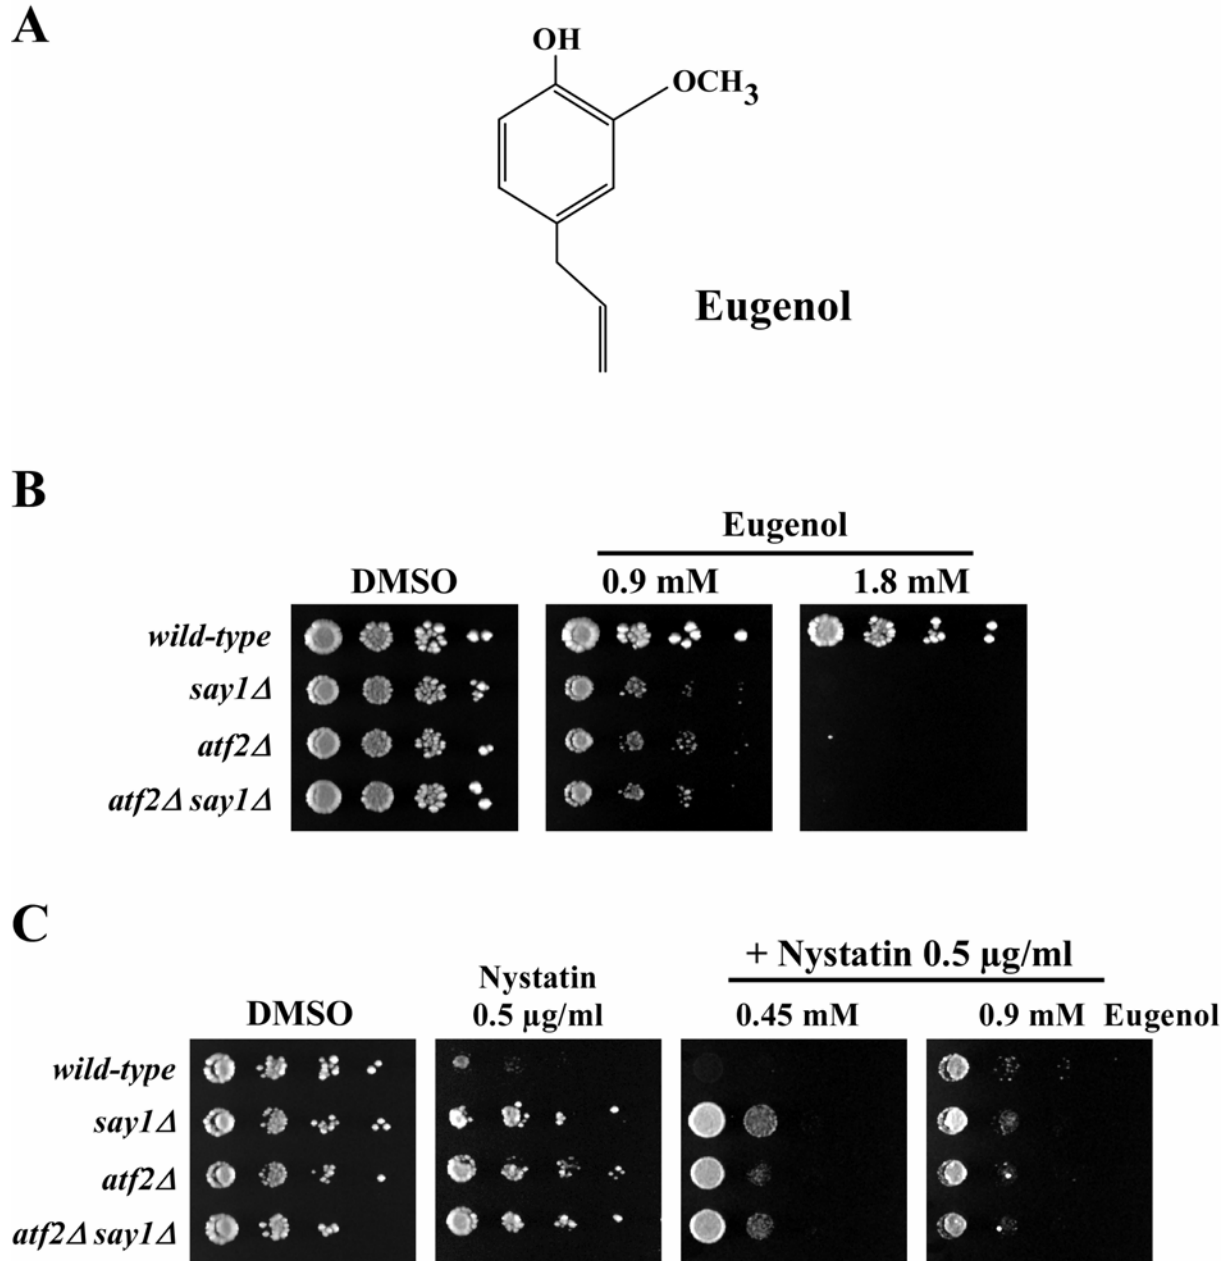 A
OH
OCH3
Eugenol
B
Eugenol
DMSO 0.9 mM 1.8 mM
wild-type
say1Δ
atf2Δ
atf2Δ say1Δ
C
+ Nystatin 0.5 μg/ml
Nystatin
DMSO 0.5 μg/ml 0.45 mM 0.9 mM Eugenol
wild-type
say1Δ
atf2Δ
atf2Δ say1Δ